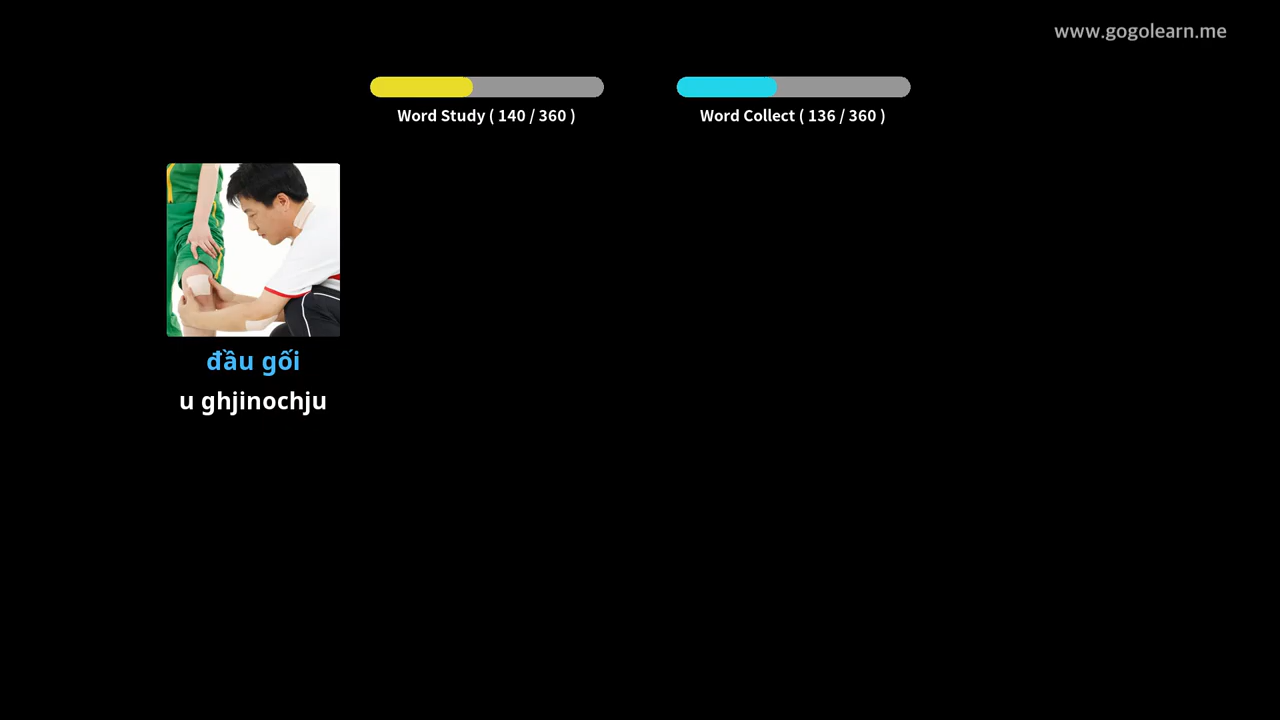 www.gogolearn.me
Word Study ( 140 / 360 )
Word Collect ( 136 / 360 )
đầu gối
u ghjinochju